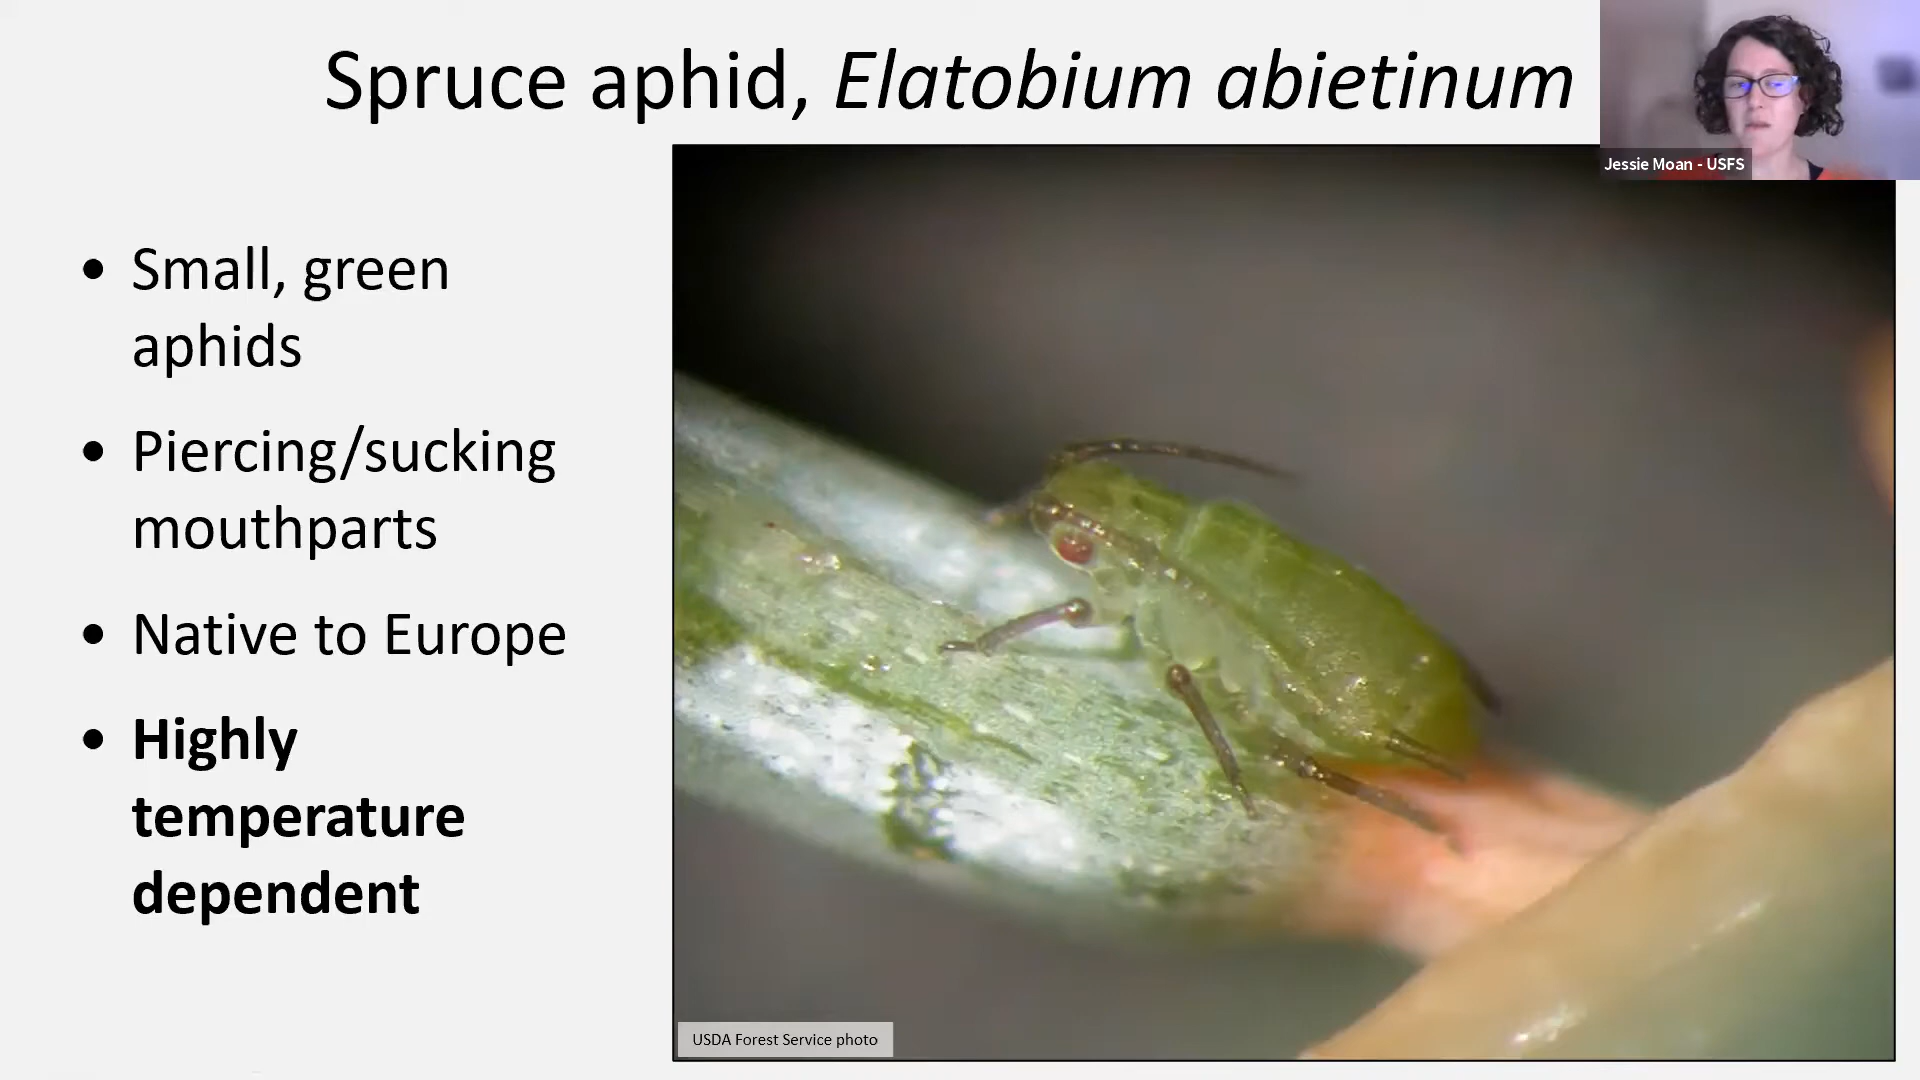 Spruce aphid, Elatobium abietinum
Jessie Moan - USFS
• Small, green
aphids
• Piercing/sucking
mouthparts
• Native to Europe
• Highly
temperature
dependent
USDA Forest Service photo